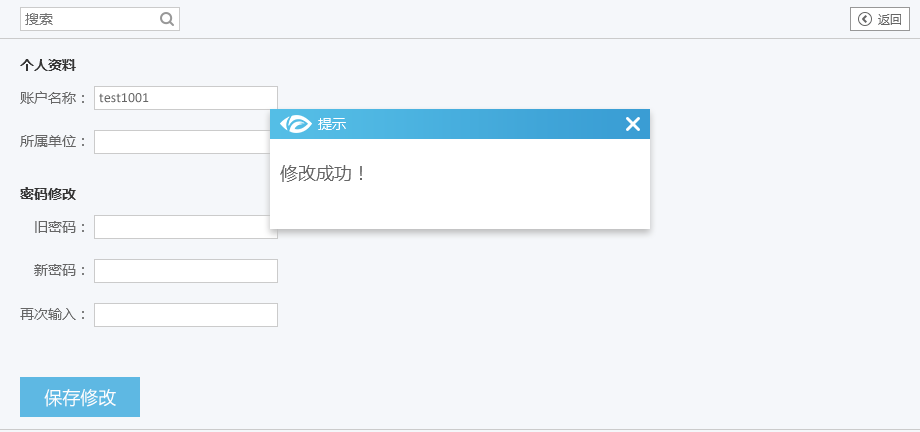 搜索
返回
个人资料
账户名称： test1001
提示
所属单位：
修改成功！
密码修改
旧密码：
新密码：
再次输入：
保存修改